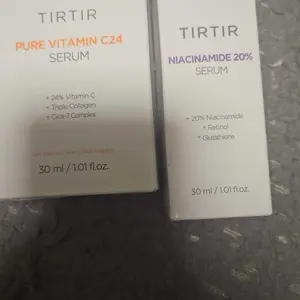 TIRTIR
PURE VITAMIN C24
SERUM
+ 24% Vitamin C
+ Triple Collagen
+ Cica-7 Complex
30 ml / 1.01 fl.oz.
TIRTIR
NIACINAMIDE 20%
SERUM
+ 20% Niacinamide
+ Retinol
+ Glutathione
30 ml / 1.01 fl.oz.